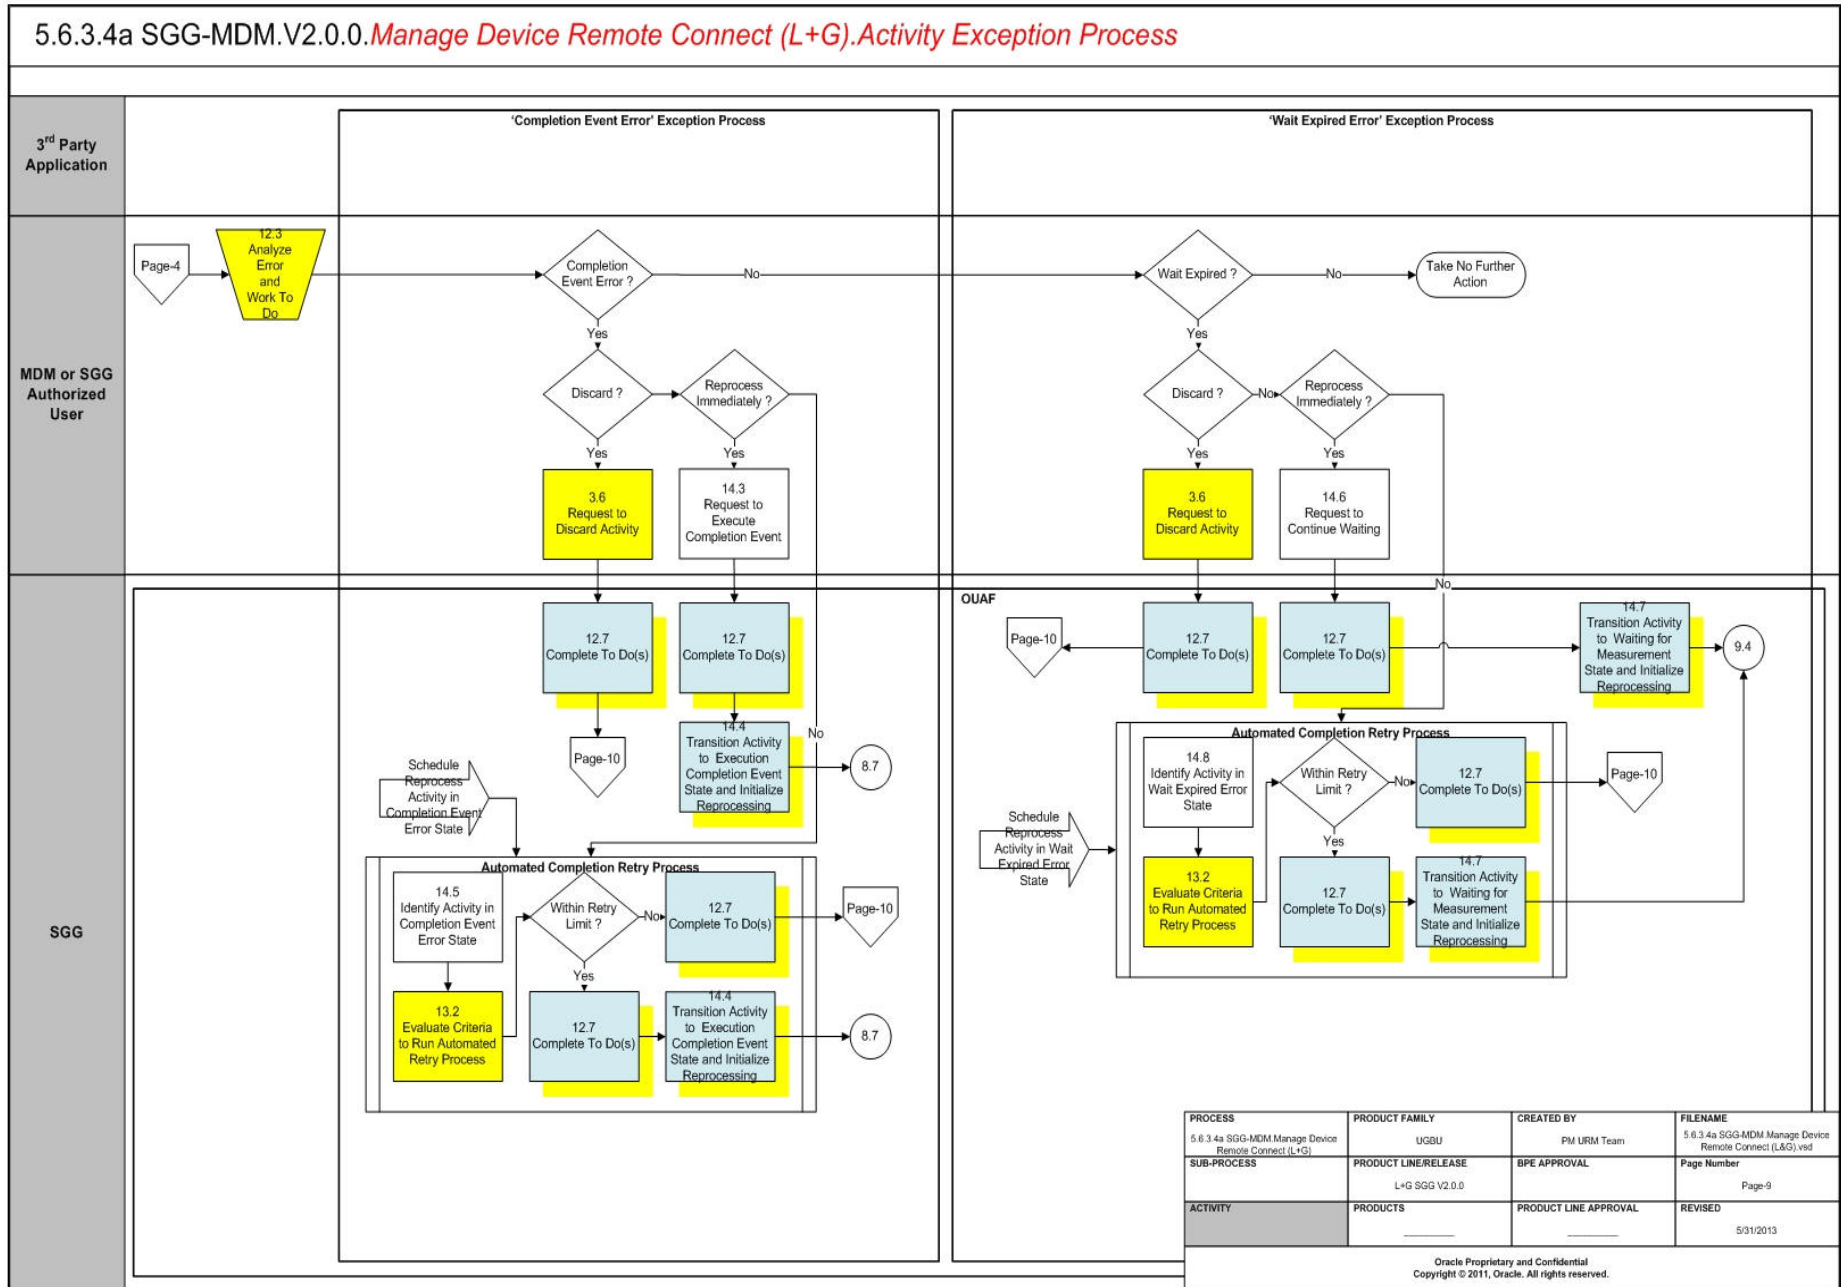 5.6.3.4a SGG-MDM.V2.0.0.Manage Device Remote Connect (L+G).Activity Exception Process
3rd Party
Application
'Completion Event Error' Exception Process
'Wait Expired Error' Exception Process
MDM or SGG
Authorized
User
Page-4
12.3
Analyze
Error
and
Work To
Do
Completion
Event Error ?
No
Wait Expired ?
No
Take No Further
Action
Yes
Yes
Discard ?
Reprocess
Immediately ?
Discard ?
No
Reprocess
Immediately ?
Yes
Yes
Yes
Yes
3.6
Request to
Discard Activity
14.3
Request to
Execute
Completion Event
3.6
Request to
Discard Activity
14.6
Request to
Continue Waiting
No
SGG
OUAF
12.7
Complete To Do(s)
12.7
Complete To Do(s)
Page-10
12.7
Complete To Do(s)
12.7
Complete To Do(s)
14.7
Transition Activity
to Waiting for
Measurement
State and Initialize
Reprocessing
9.4
Page-10
14.4
Transition Activity
to Execution
Completion Event
State and Initialize
Reprocessing
No
8.7
Schedule
Reprocess
Activity in
Completion Event
Error State
Automated Completion Retry Process
14.5
Identify Activity in
Completion Event
Error State
Within Retry
Limit ?
No
12.7
Complete To Do(s)
Page-10
Yes
13.2
Evaluate Criteria
to Run Automated
Retry Process
12.7
Complete To Do(s)
14.4
Transition Activity
to Execution
Completion Event
State and Initialize
Reprocessing
8.7
Schedule
Reprocess
Activity in Wait
Expired Error
State
Automated Completion Retry Process
14.8
Identify Activity in
Wait Expired Error
State
Within Retry
Limit ?
No
12.7
Complete To Do(s)
Page-10
Yes
13.2
Evaluate Criteria
to Run Automated
Retry Process
12.7
Complete To Do(s)
14.7
Transition Activity
to Waiting for
Measurement
State and Initialize
Reprocessing
PROCESS
5.6.3.4a SGG-MDM.Manage Device
Remote Connect (L+G)
PRODUCT FAMILY
UGBU
CREATED BY
PM URM Team
FILENAME
5.6.3.4a SGG-MDM.Manage Device
Remote Connect (L&G).vsd
SUB-PROCESS
PRODUCT LINE/RELEASE
L+G SGG V2.0.0
BPE APPROVAL
Page Number
Page-9
ACTIVITY
PRODUCTS
PRODUCT LINE APPROVAL
REVISED
5/31/2013
Oracle Proprietary and Confidential
Copyright © 2011, Oracle. All rights reserved.